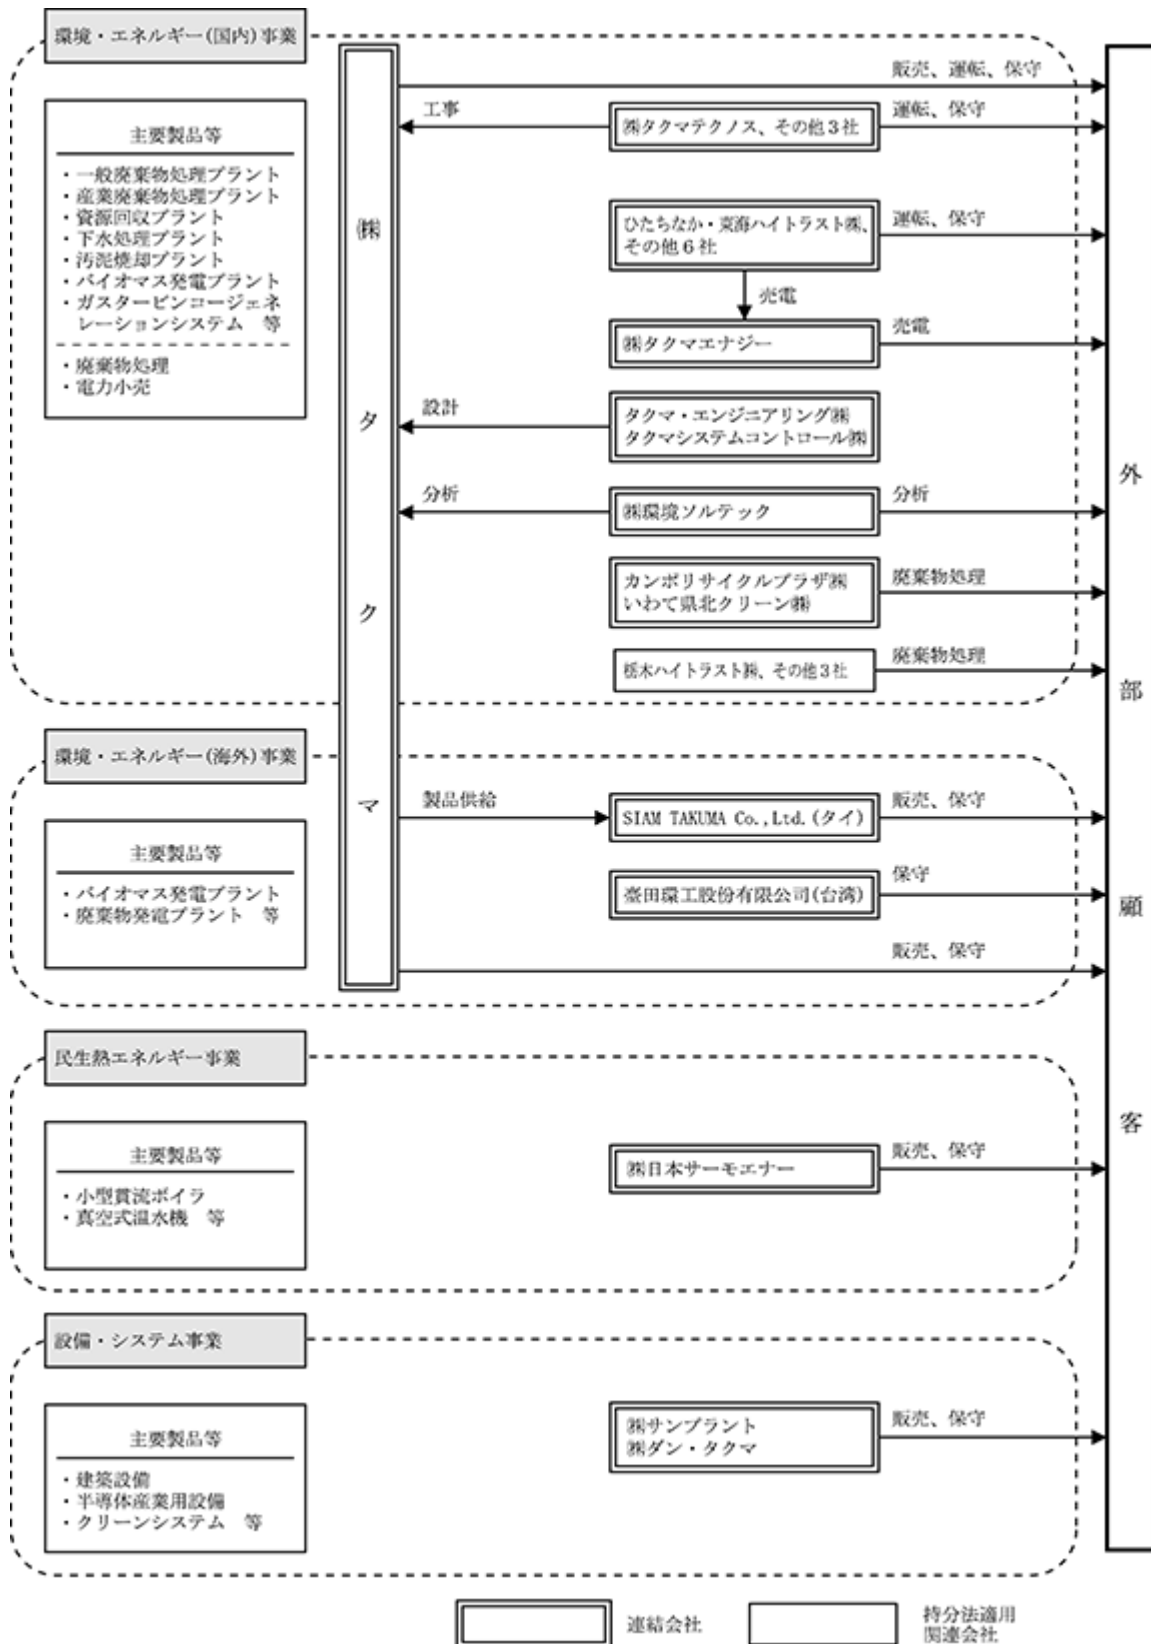 環境・エネルギー(国内)事業
主要製品等
・一般廃棄物処理プラント
・産業廃棄物処理プラント
・資源回収プラント
・下水処理プラント
・汚泥焼却プラント
・バイオマス発電プラント
・ガスタービンコージェネ
レーションシステム 等
・廃棄物処理
・電力小売
㈱タクマ
販売、運転、保守
工事
㈱タクマテクノス、その他3社
運転、保守
ひたちなか・東海ハイトラスト㈱、
その他6社
運転、保守
売電
㈱タクマエナジー
売電
設計
タクマ・エンジニアリング㈱
タクマシステムコントロール㈱
分析
㈱環境ソルテック
分析
カンポリサイクルプラザ㈱
いわて県北クリーン㈱
廃棄物処理
栃木ハイトラスト㈱、その他3社
廃棄物処理
外部顧客
環境・エネルギー(海外)事業
主要製品等
・バイオマス発電プラント
・廃棄物発電プラント 等
製品供給
SIAM TAKUMA Co.,Ltd.(タイ)
販売、保守
臺田環工股份有限公司(台湾)
保守
販売、保守
民生熱エネルギー事業
主要製品等
・小型貫流ボイラ
・真空式温水機 等
㈱日本サーモエナー
販売、保守
設備・システム事業
主要製品等
・建築設備
・半導体産業用設備
・クリーンシステム 等
㈱サンプラント
㈱ダン・タクマ
販売、保守
連結会社
持分法適用
関連会社